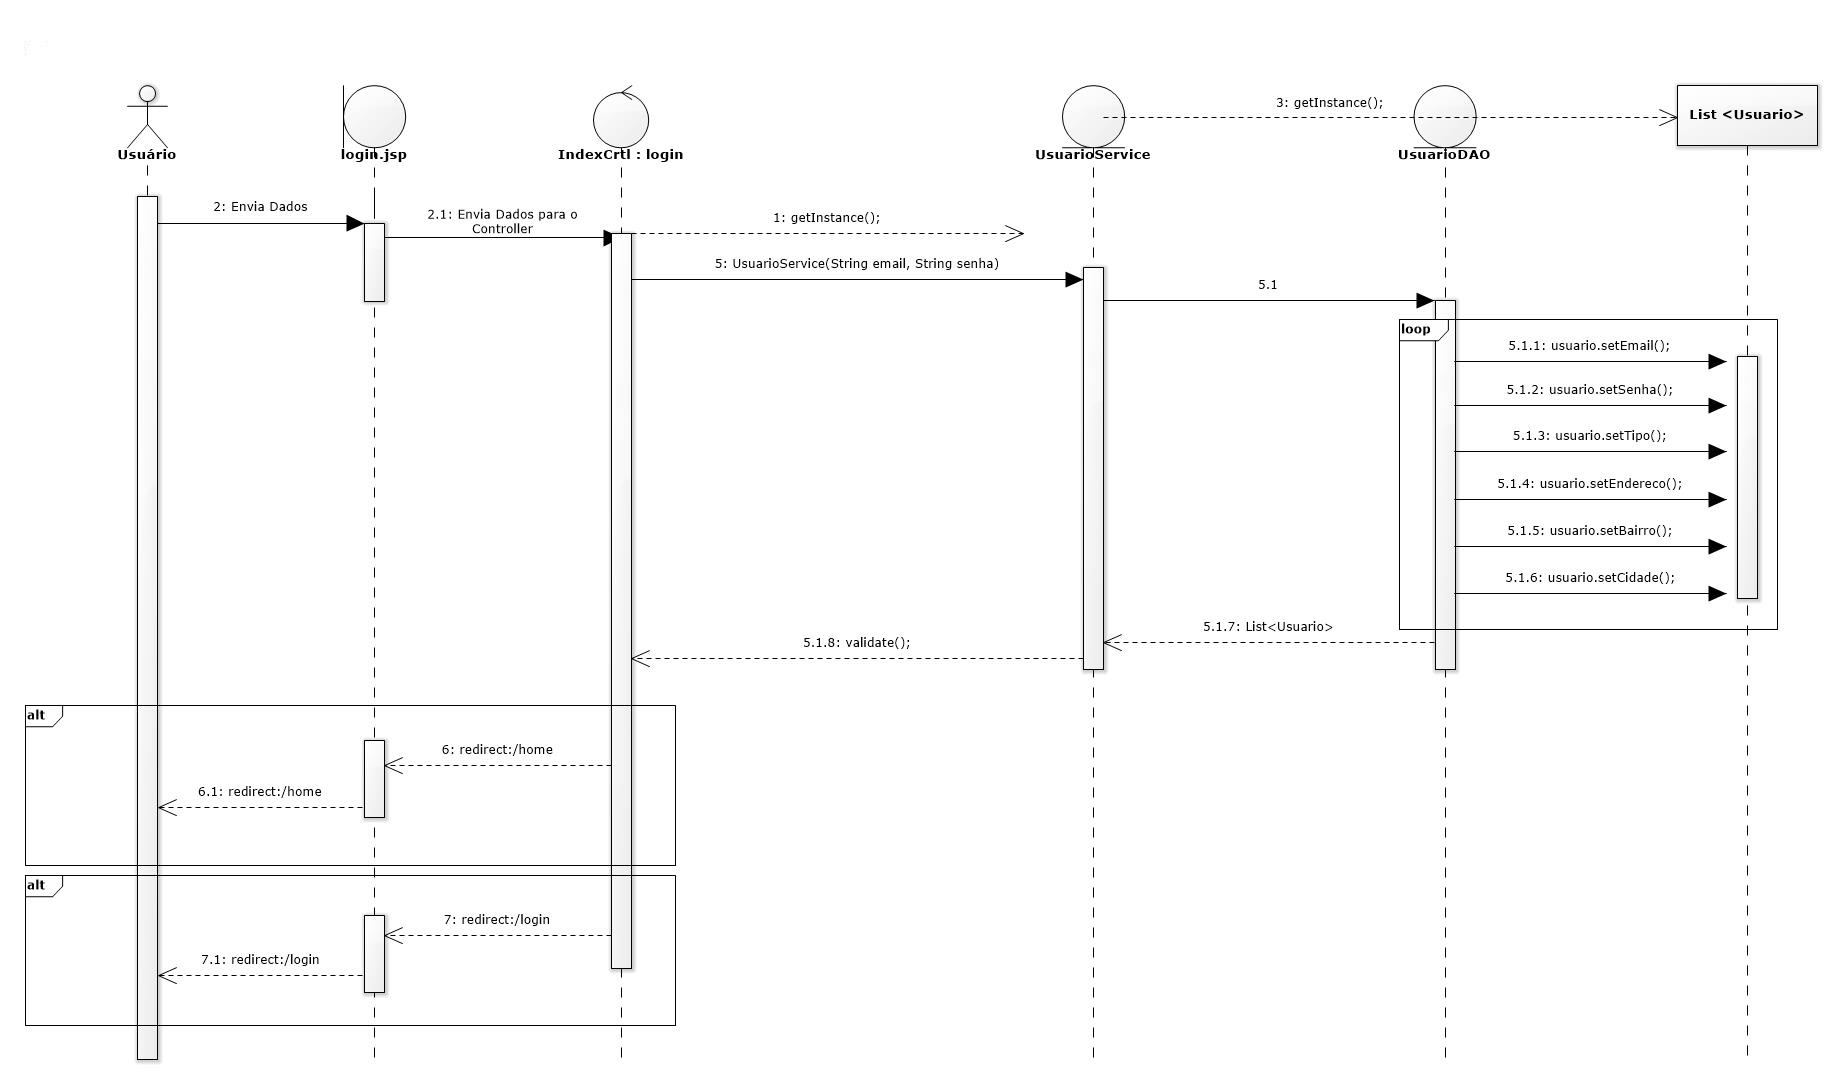 3: getInstance();
List <Usuario>
Usuário
login.jsp
IndexCrtl : login
UsuarioService
UsuarioDAO
2: Envia Dados
2.1: Envia Dados para o
Controller
1: getInstance();
5: UsuarioService(String email, String senha)
5.1
loop
5.1.1: usuario.setEmail();
5.1.2: usuario.setSenha();
5.1.3: usuario.setTipo();
5.1.4: usuario.setEndereco();
5.1.5: usuario.setBairro();
5.1.6: usuario.setCidade();
5.1.7: List<Usuario>
5.1.8: validate();
alt
6: redirect:/home
6.1: redirect:/home
alt
7: redirect:/login
7.1: redirect:/login